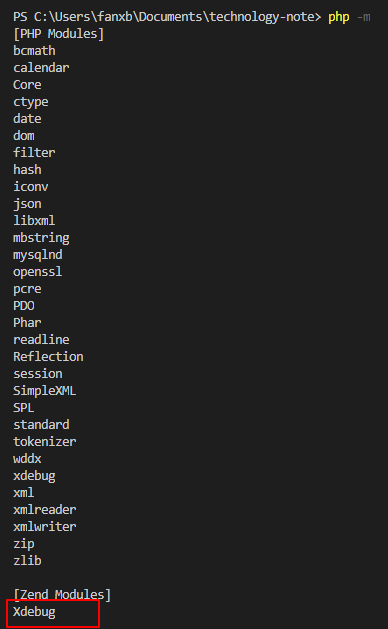 PS C:\Users\fanxb\Documents\technology-note> php -m
[PHP Modules]
bcmath
calendar
Core
ctype
date
dom
filter
hash
iconv
json
libxml
mbstring
mysqlnd
openssl
pcre
PDO
Phar
readline
Reflection
session
SimpleXML
SPL
standard
tokenizer
wddx
xdebug
xml
xmlreader
xmlwriter
zip
zlib

[Zend Modules]
Xdebug